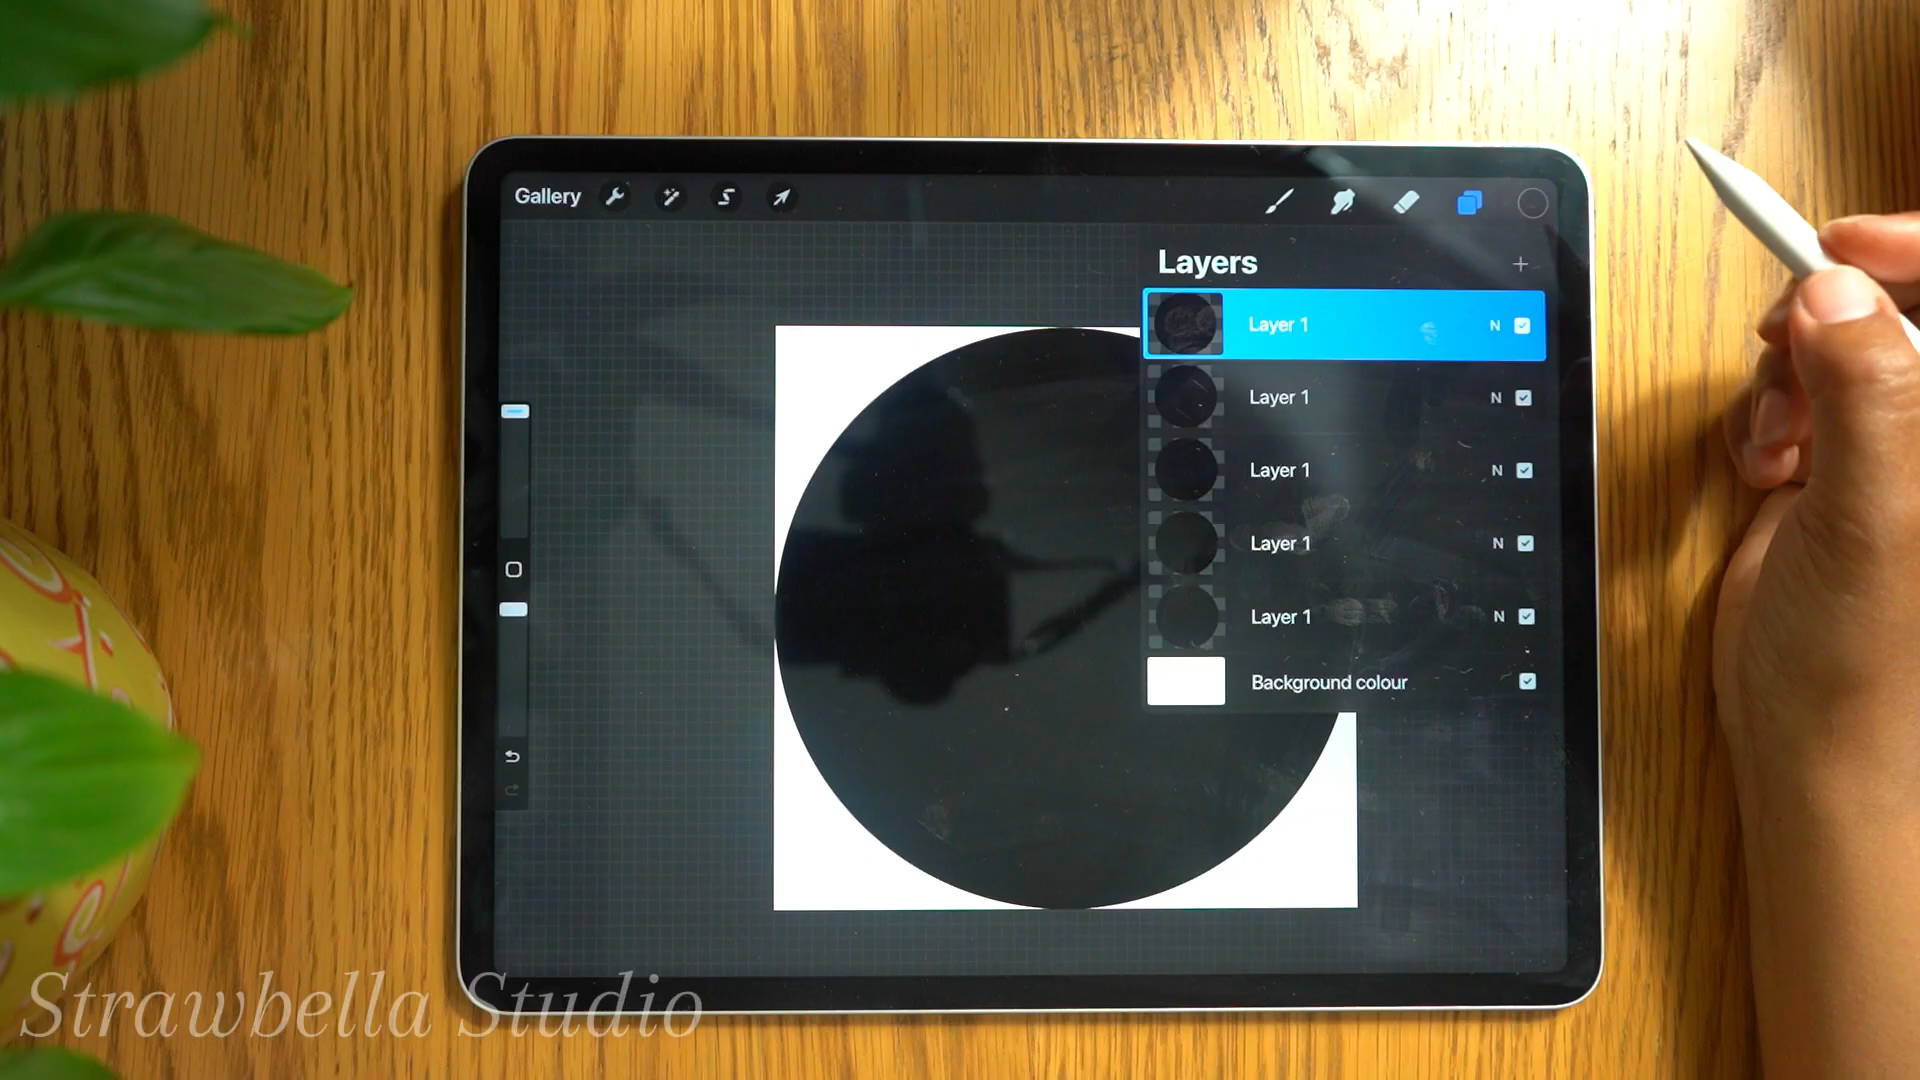 Gallery
Layers
Layer 1 N
Layer 1 N
Layer 1 N
Layer 1 N
Layer 1 N
Background colour
Strawbella Studio